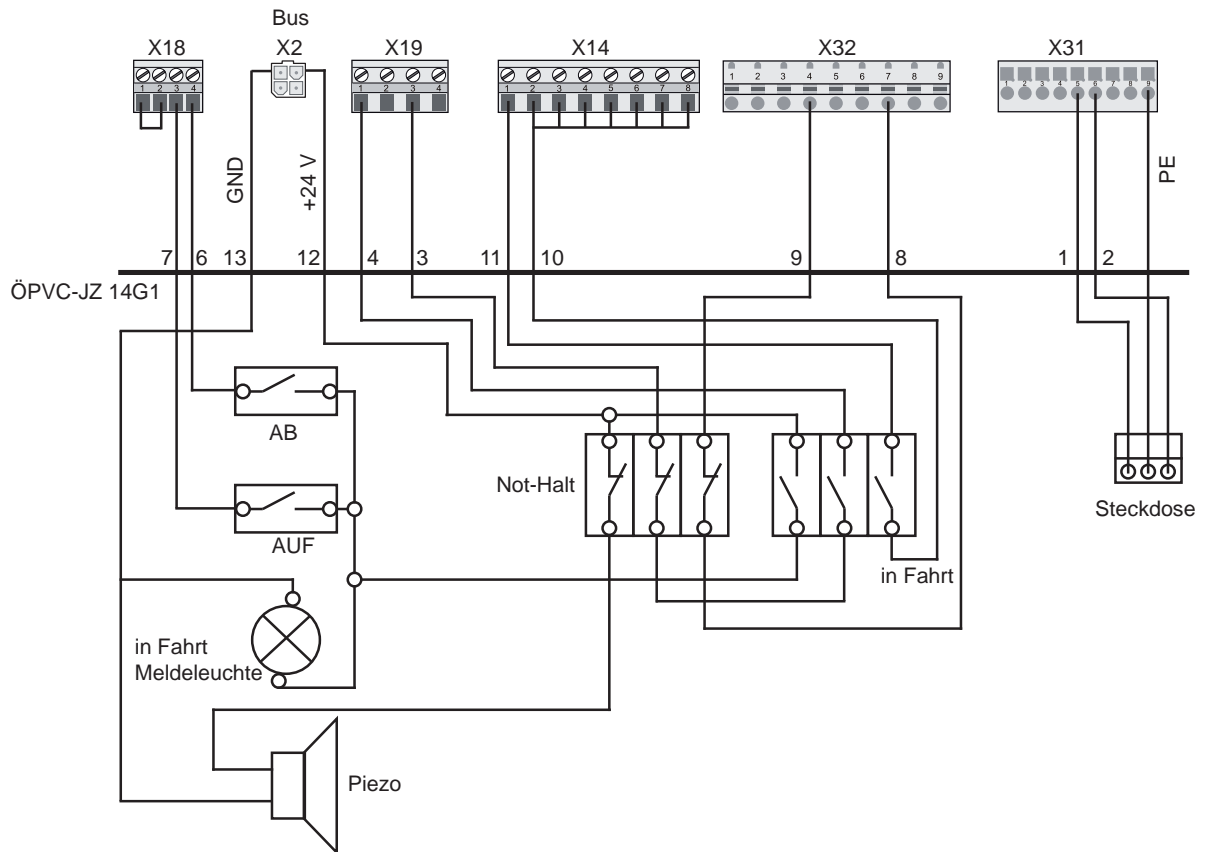 Bus
X18 X2 X19 X14 X32 X31
1 2 3 4
1 2 3 4
1 2 3 4 5 6 7 8
1 2 3 4 5 6 7 8 9
1 2 3 4 5 6 7 8 9
GND
+24 V
PE
7 6 13 12 4 3 11 10 9 8 1 2
ÖPVC-JZ 14G1
AB
Not-Halt
AUF
Steckdose
in Fahrt
in Fahrt
Meldeleuchte
Piezo